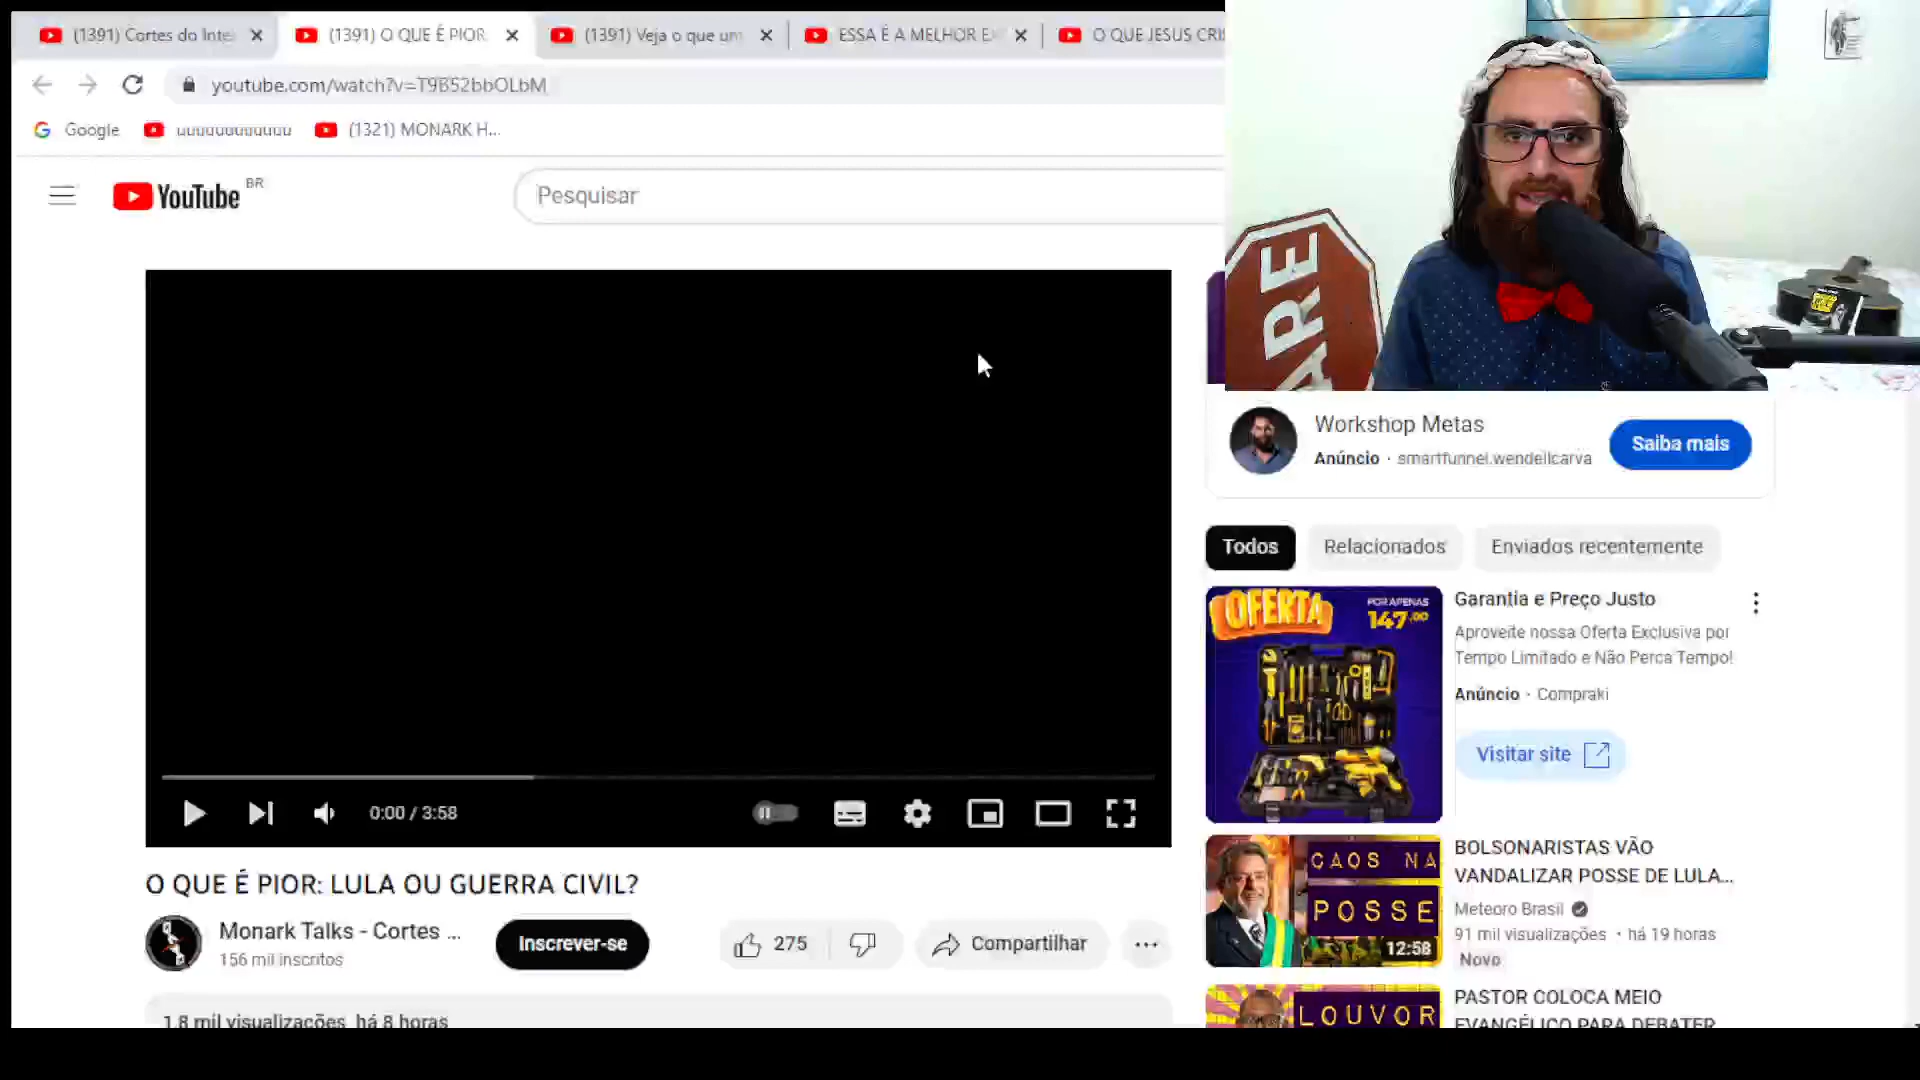 (1391) Cortes do Inte
(1391) O QUE É PIOR
(1391) Veja o que um
ESSA É A MELHOR E
O QUE JESUS CRI
youtube.com/watch?v=T9B52bbOLbM
Google
uuuuuuuuuuuu
(1321) MONARK H...
YouTube BR
Pesquisar
ARE
Workshop Metas
Anúncio · smartfunnel.wendellcarva
Saiba mais
Todos
Relacionados
Enviados recentemente
OFERTA
POR APENAS
147,00
Garantia e Preço Justo
Aproveite nossa Oferta Exclusiva por
Tempo Limitado e Não Perca Tempo!
Anúncio · Compraki
Visitar site
0:00 / 3:58
O QUE É PIOR: LULA OU GUERRA CIVIL?
Monark Talks - Cortes ...
156 mil inscritos
Inscrever-se
275
Compartilhar
1,8 mil visualizações há 8 horas
CAOS NA
POSSE
12:58
BOLSONARISTAS VÃO
VANDALIZAR POSSE DE LULA...
Meteoro Brasil
91 mil visualizações · há 19 horas
Novo
LOUVOR
PASTOR COLOCA MEIO
EVANGÉLICO PARA DEBATER